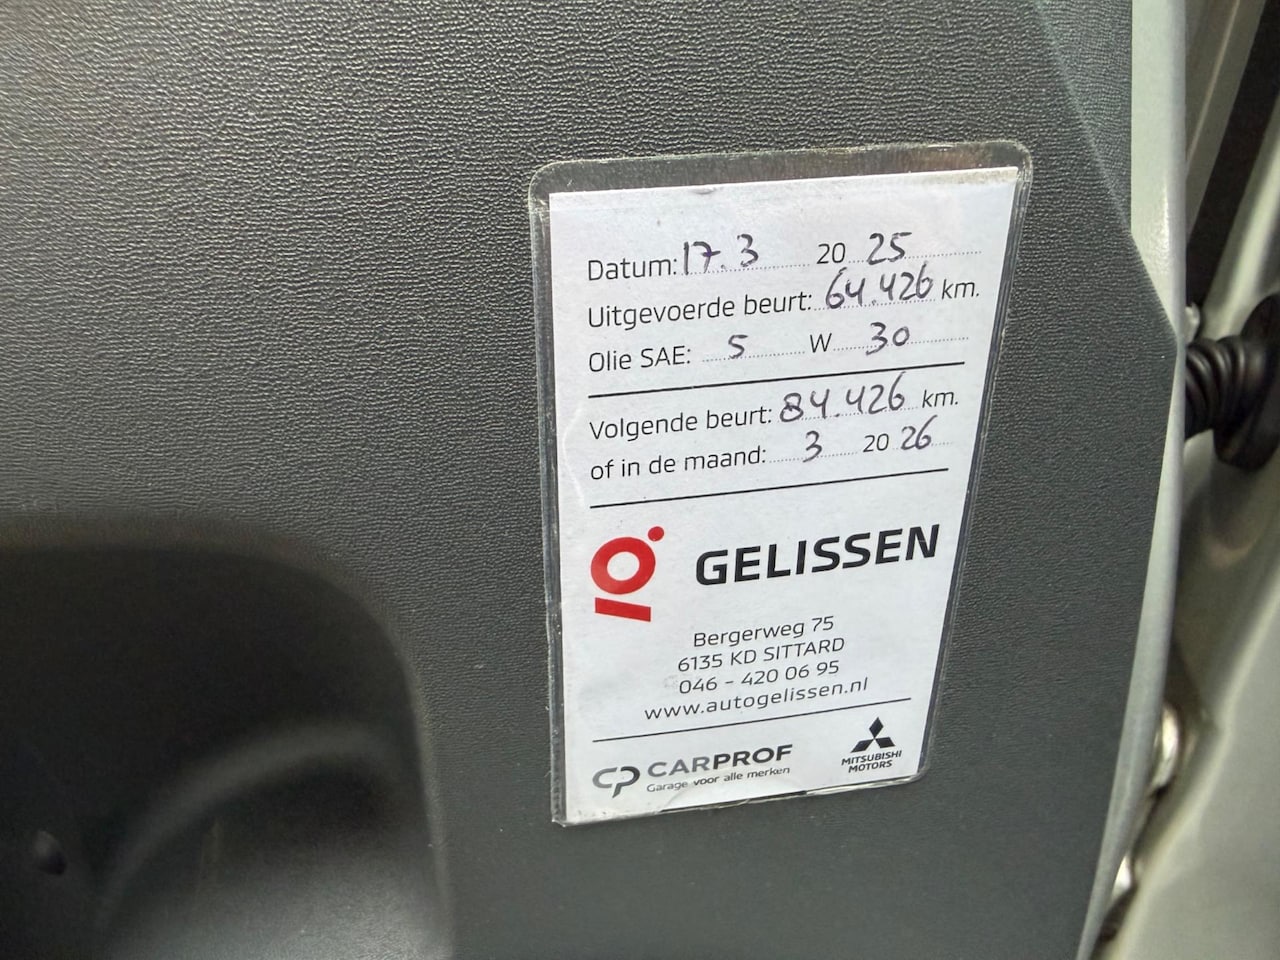 Datum: 17.3 20 25
Uitgevoerde beurt: 64.426 km.
Olie SAE: 5 W 30
Volgende beurt: 84.426 km.
of in de maand: 3 20 26
GELISSEN
Bergerweg 75
6135 KD SITTARD
046 - 420 06 95
www.autogelissen.nl
CP CARPROF
Garage voor alle merken
MITSUBISHI
MOTORS